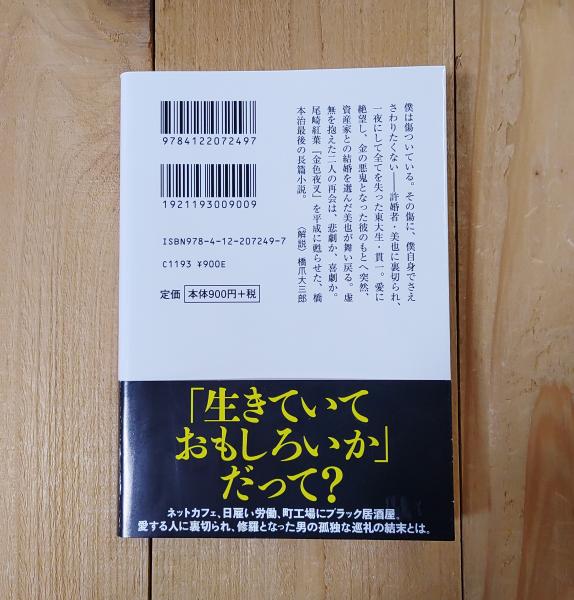 9784122072497
1921193009009
ISBN978-4-12-207249-7
C1193 ¥900E
定価 本体900円+税
僕は傷ついている。その傷に、僕自身でさえ
さわりたくない――許婚者・美也に裏切られ、
一夜にして全てを失った東大生・貫一。愛に
絶望し、金の悪鬼となった彼のもとへ突然、
資産家との結婚を選んだ美也が舞い戻る。虚
無を抱えた二人の再会は、悲劇か、喜劇か。
尾崎紅葉『金色夜叉』を平成に甦らせた、橋
本治最後の長篇小説。
〈解説〉橋爪大三郎
「生きていて
おもしろいか」
だって?
ネットカフェ、日雇い労働、町工場にブラック居酒屋。
愛する人に裏切られ、修羅となった男の孤独な巡礼の結末とは。